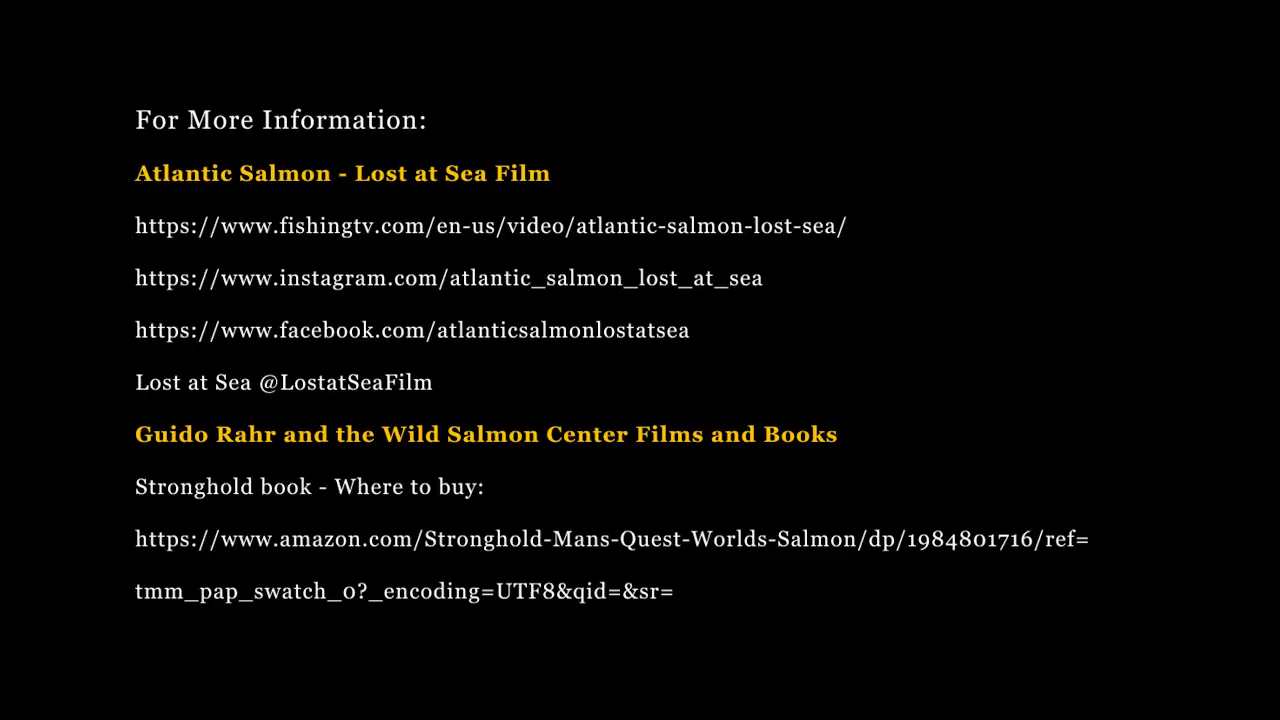 For More Information:
Atlantic Salmon - Lost at Sea Film
https://www.fishingtv.com/en-us/video/atlantic-salmon-lost-sea/
https://www.instagram.com/atlantic_salmon_lost_at_sea
https://www.facebook.com/atlanticsalmonlostatsea
Lost at Sea @LostatSeaFilm
Guido Rahr and the Wild Salmon Center Films and Books
Stronghold book - Where to buy:
https://www.amazon.com/Stronghold-Mans-Quest-Worlds-Salmon/dp/1984801716/ref=
tmm_pap_swatch_0?_encoding=UTF8&qid=&sr=